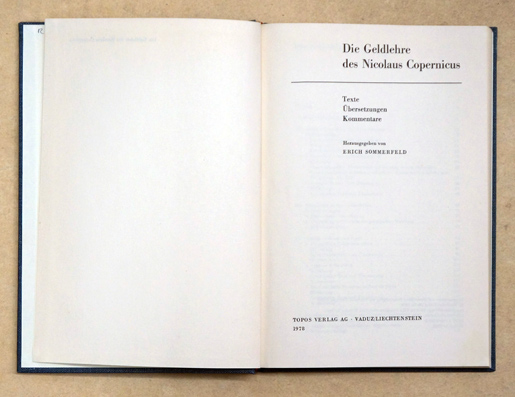 Die Geldlehre
des Nicolaus Copernicus
Texte
Übersetzungen
Kommentare
Herausgegeben von
ERICH SOMMERFELD
TOPOS VERLAG AG · VADUZ/LIECHTENSTEIN
1978